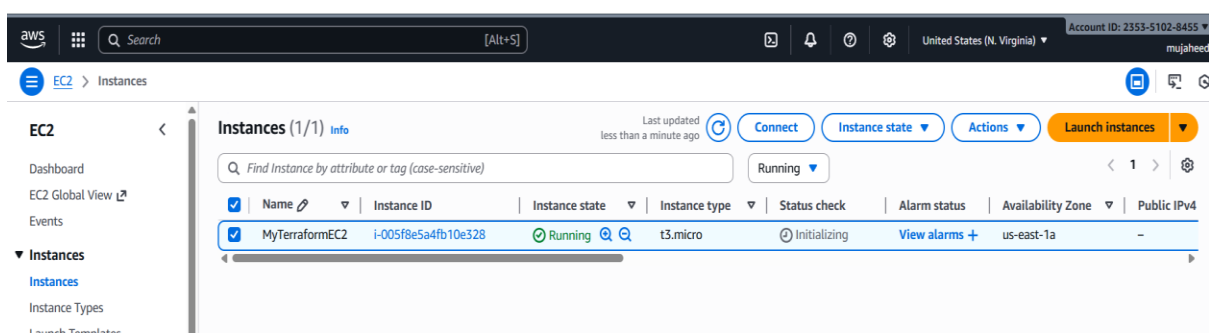 aws
Search
[Alt+S]
United States (N. Virginia)
Account ID: 2353-5102-8455
mujaheed
EC2 > Instances
EC2
Dashboard
EC2 Global View
Events
Instances
Instances
Instance Types
Launch Templates
Instances (1/1) Info
Last updated
less than a minute ago
Connect
Instance state
Actions
Launch instances
Find Instance by attribute or tag (case-sensitive)
Running
1
Name
Instance ID
Instance state
Instance type
Status check
Alarm status
Availability Zone
Public IPv4
MyTerraformEC2
i-005f8e5a4fb10e328
Running
t3.micro
Initializing
View alarms +
us-east-1a
–